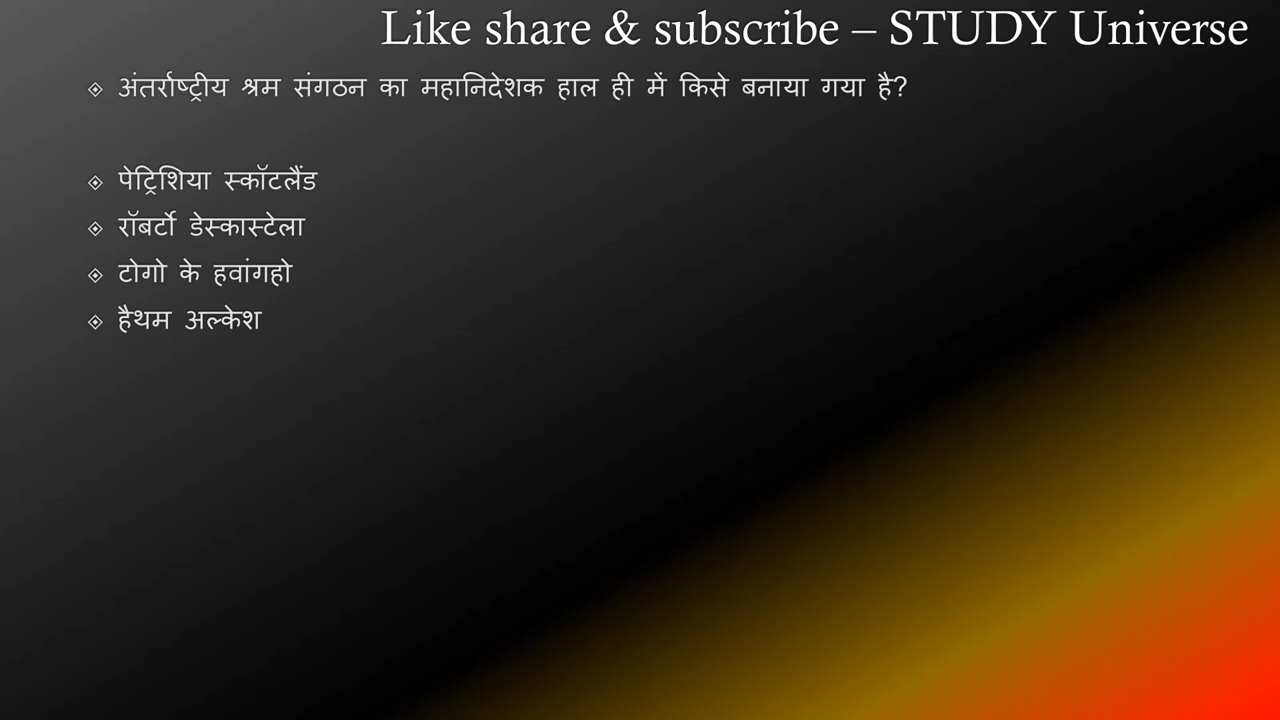 Like share & subscribe – STUDY Universe
अंतर्राष्ट्रीय श्रम संगठन का महानिदेशक हाल ही में किसे बनाया गया है?
पेट्रिशिया स्कॉटलैंड
रॉबर्टो डेस्कास्टेला
टोगो के हवांगहो
हैथम अल्केश